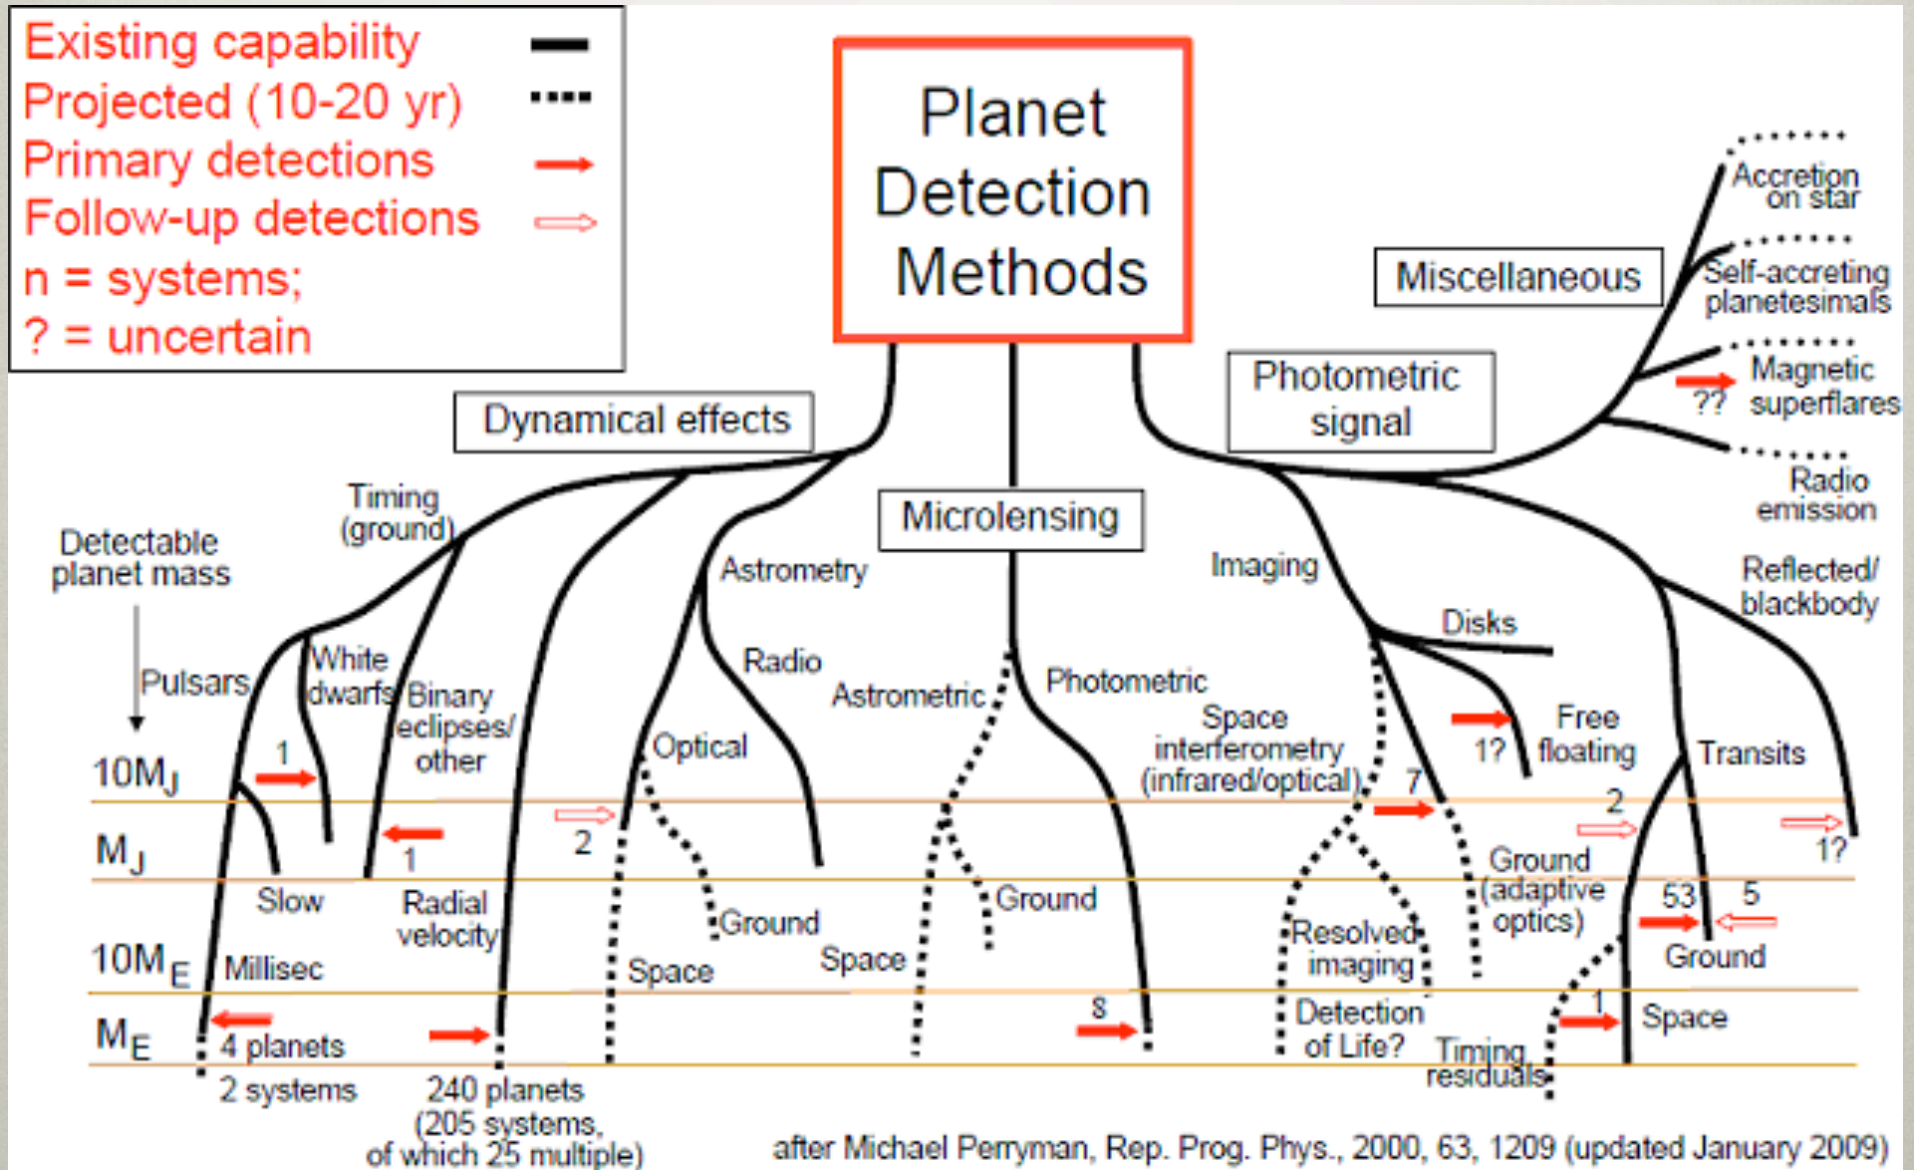 Existing capability
Projected (10-20 yr)
Primary detections
Follow-up detections
n = systems;
? = uncertain
Planet
Detection
Methods
Dynamical effects
Microlensing
Photometric
signal
Miscellaneous
Accretion
on star
Self-accreting
planetesimals
Magnetic
superflares
??
Radio
emission
Detectable
planet mass
10MJ
MJ
10ME
ME
Timing
(ground)
Pulsars
White
dwarfs
1
Binary
eclipses/
other
1
Slow
Millisec
4 planets
2 systems
Radial
velocity
240 planets
(205 systems,
of which 25 multiple)
Astrometry
Radio
Optical
2
Ground
Space
Astrometric
Photometric
Ground
Space
8
Imaging
Disks
Free
floating
1?
Space
interferometry
(infrared/optical)
7
Ground
(adaptive
optics)
Resolved
imaging
Detection
of Life?
Reflected/
blackbody
1?
Transits
2
53
5
Ground
1
Space
Timing
residuals
after Michael Perryman, Rep. Prog. Phys., 2000, 63, 1209 (updated January 2009)